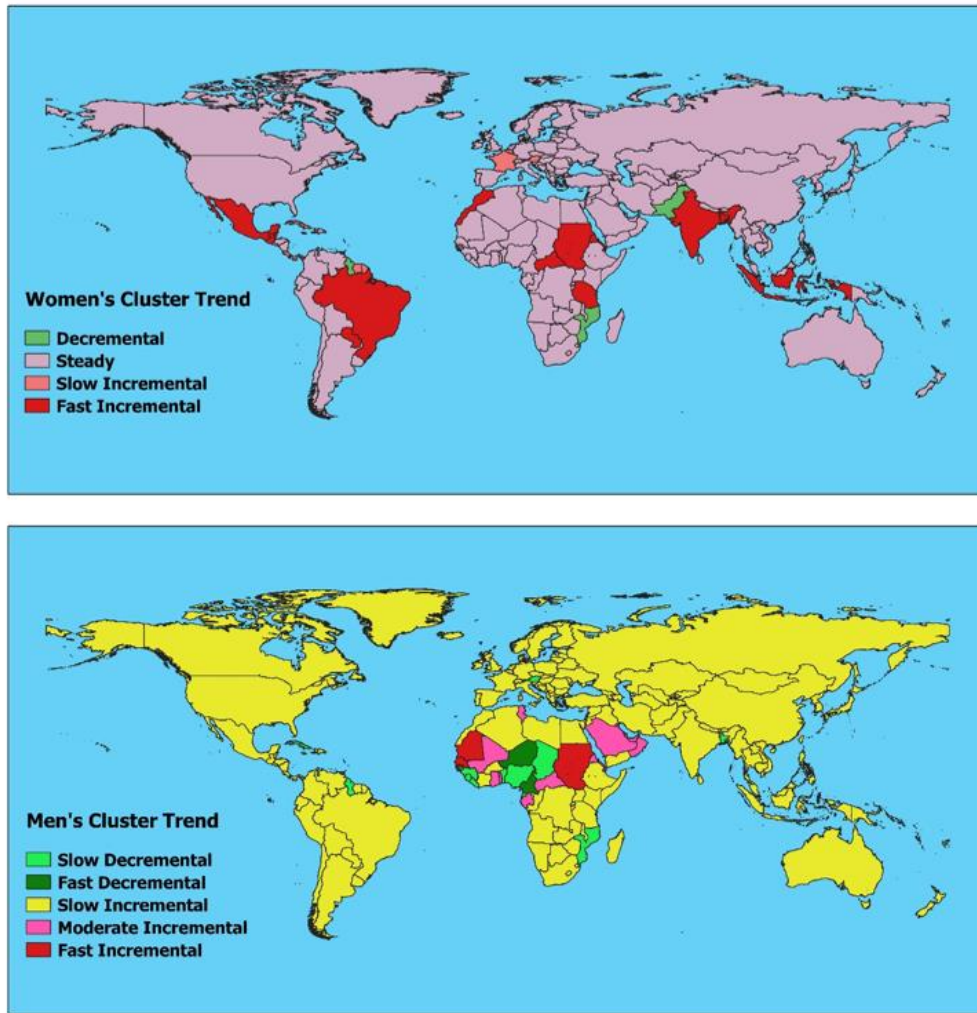 Women's Cluster Trend
Decremental
Steady
Slow Incremental
Fast Incremental
Men's Cluster Trend
Slow Decremental
Fast Decremental
Slow Incremental
Moderate Incremental
Fast Incremental